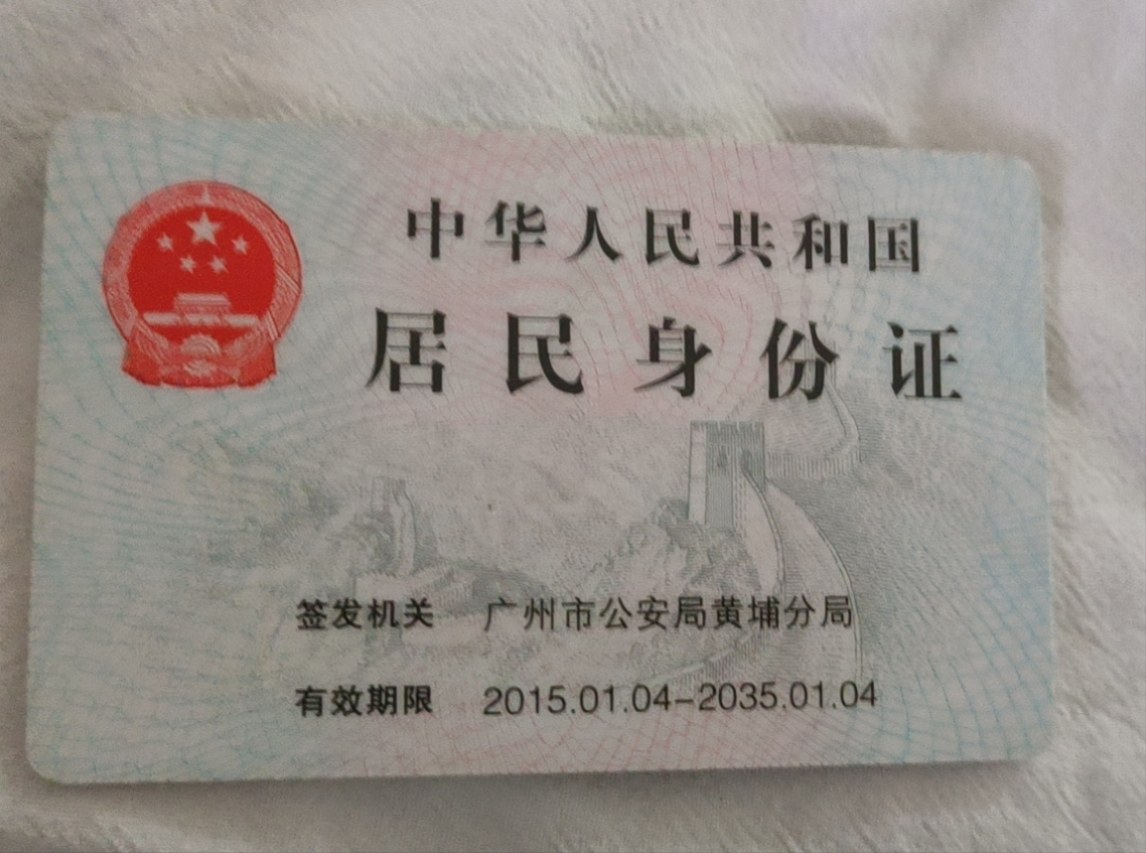 中华人民共和国
居民身份证
签发机关 广州市公安局黄埔分局
有效期限 2015.01.04-2035.01.04